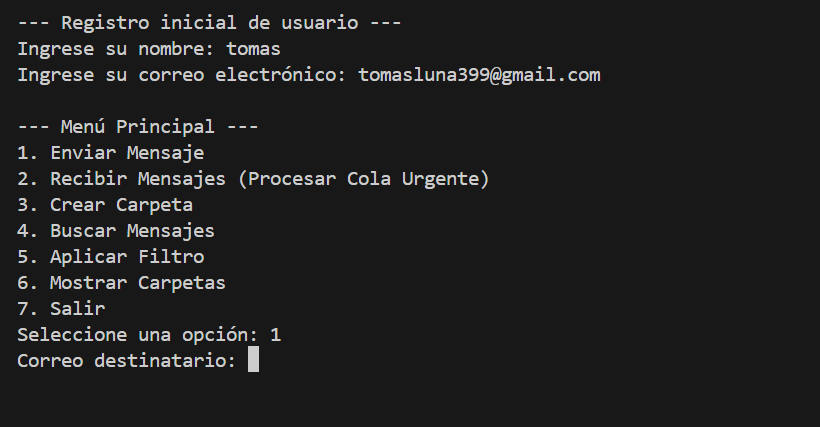 --- Registro inicial de usuario ---
Ingrese su nombre: tomas
Ingrese su correo electrónico: tomasluna399@gmail.com
--- Menú Principal ---
1. Enviar Mensaje
2. Recibir Mensajes (Procesar Cola Urgente)
3. Crear Carpeta
4. Buscar Mensajes
5. Aplicar Filtro
6. Mostrar Carpetas
7. Salir
Seleccione una opción: 1
Correo destinatario: